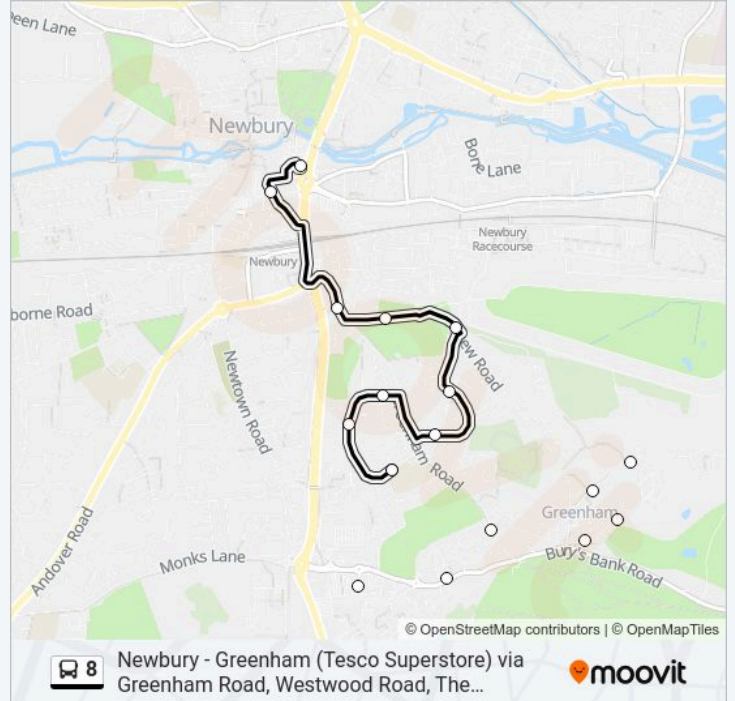 een Lane
Newbury
Bone Lane
Newbury
Racecourse
Newbury
borne Road
ew Road
Newtown Road
nham Road
Greenham
Andover Road
Monks Lane
Bury's Bank Road
© OpenStreetMap contributors | © OpenMapTiles
8
Newbury - Greenham (Tesco Superstore) via
Greenham Road, Westwood Road, The...
moovit